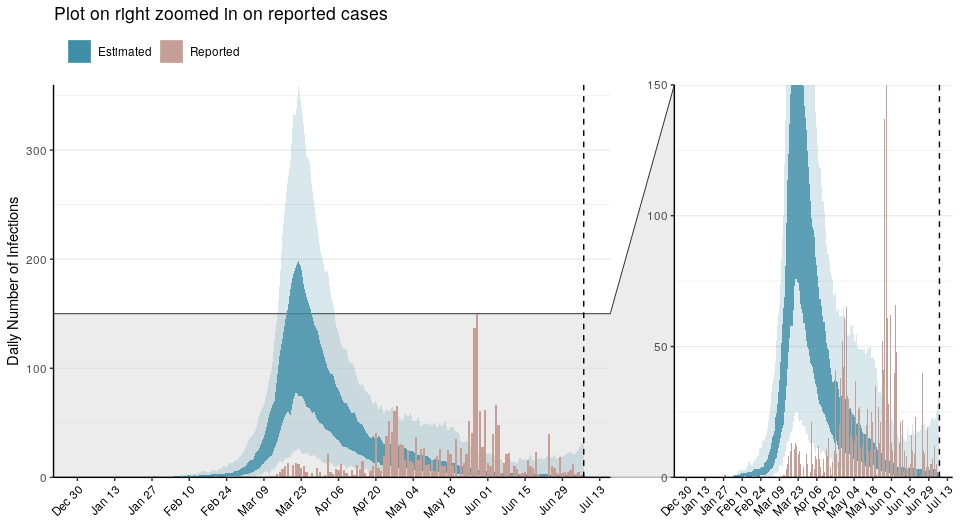 Plot on right zoomed in on reported cases
Estimated Reported
Daily Number of Infections
300
200
100
0
Dec 30 Jan 13 Jan 27 Feb 10 Feb 24 Mar 09 Mar 23 Apr 06 Apr 20 May 04 May 18 Jun 01 Jun 15 Jun 29 Jul 13
150
100
50
0
Dec 30 Jan 13 Jan 27 Feb 10 Feb 24 Mar 09 Mar 23 Apr 06 Apr 20 May 04 May 18 Jun 01 Jun 15 Jun 29 Jul 13